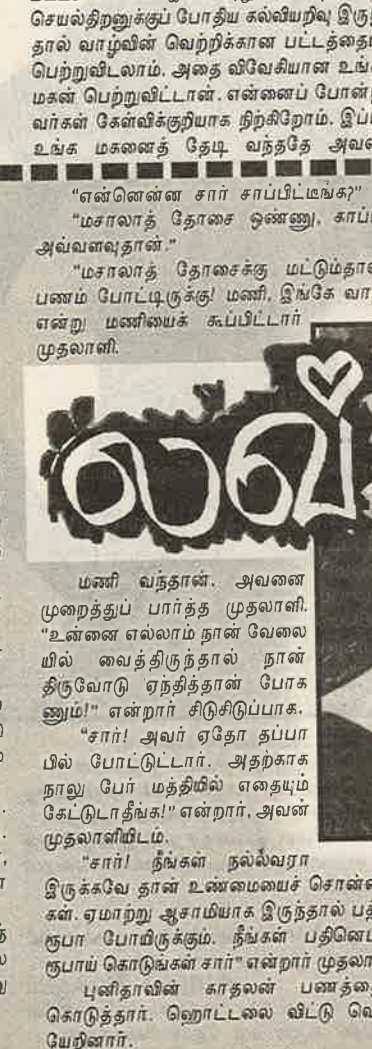 செயல்திறனுக்குப் போதிய கல்வியறிவு இருந்
தால் வாழ்வின் வெற்றிக்கான பட்டத்தைப்
பெற்றுவிடலாம். அதை விவேகியான உங்க
மகன் பெற்றுவிட்டான். என்னைப் போன்ற
வர்கள் கேள்விக்குறியாக நிற்கிறோம். இப்ப
உங்க மகனைத் தேடி வந்ததே
"என்னென்ன சார் சாப்பிட்டீங்க?"
"மசாலாத் தோசை ஒண்ணு, காப்பி
அவ்வளவுதான்."
"மசாலாத் தோசைக்கு மட்டும்தான்
பணம் போட்டிருக்கு! மணி, இங்கே வா"
என்று மணியைக் கூப்பிட்டார்
முதலாளி.
லவ்
மணி வந்தான். அவனை
முறைத்துப் பார்த்த முதலாளி.
"உன்னை எல்லாம் நான் வேலை
யில் வைத்திருந்தால் நான்
திருவோடு ஏந்தித்தான் போக
ணும்!" என்றார் சிடுசிடுப்பாக.
"சார்! அவர் ஏதோ தப்பா
பில் போட்டுட்டார். அதற்காக
நாலு பேர் மத்தியில் எதையும்
கேட்டுடாதீங்க!" என்றார், அவன்
முதலாளியிடம்.
"சார்! நீங்கள் நல்லவரா
இருக்கவே தான் உண்மையைச் சொன்னீ
கள். ஏமாற்று ஆசாமியாக இருந்தால் பத்
ரூபா போயிருக்கும். நீங்கள் பதினெட்
ரூபாய் கொடுங்கள் சார்" என்றார் முதலா
புனிதாவின் காதலன் பணத்தை
கொடுத்தார். ஹொட்டலை விட்டு வெ
யேறினார்.